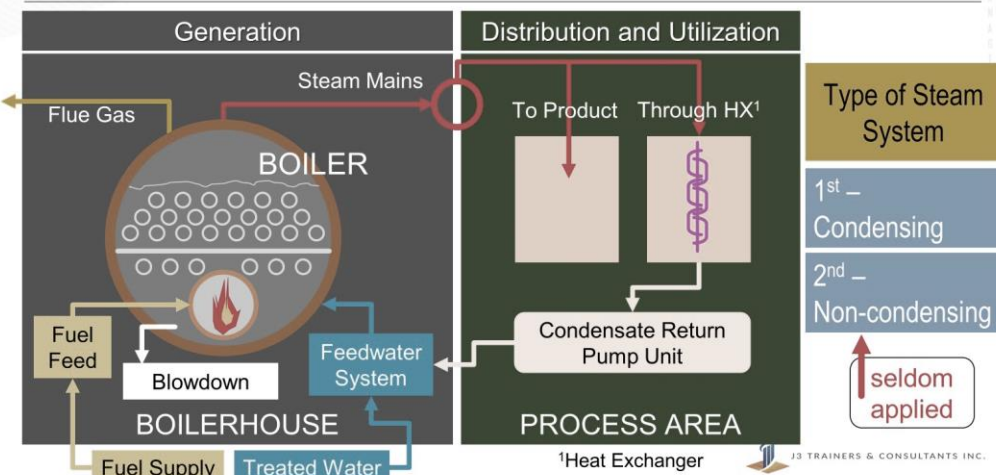 Generation
Distribution and Utilization
Steam Mains
Flue Gas
To Product
Through HX¹
BOILER
Type of Steam
System
1st –
Condensing
2nd –
Non-condensing
seldom
applied
Fuel
Feed
Blowdown
Feedwater
System
Condensate Return
Pump Unit
BOILERHOUSE
PROCESS AREA
Fuel Supply
Treated Water
¹Heat Exchanger
J3 TRAINERS & CONSULTANTS INC.